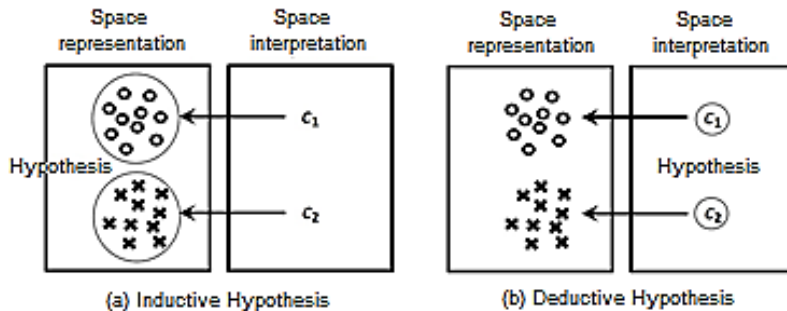 Space
representation
Space
interpretation
Hypothesis
c₁
c₂
(a) Inductive Hypothesis
Space
representation
Space
interpretation
c₁
Hypothesis
c₂
(b) Deductive Hypothesis